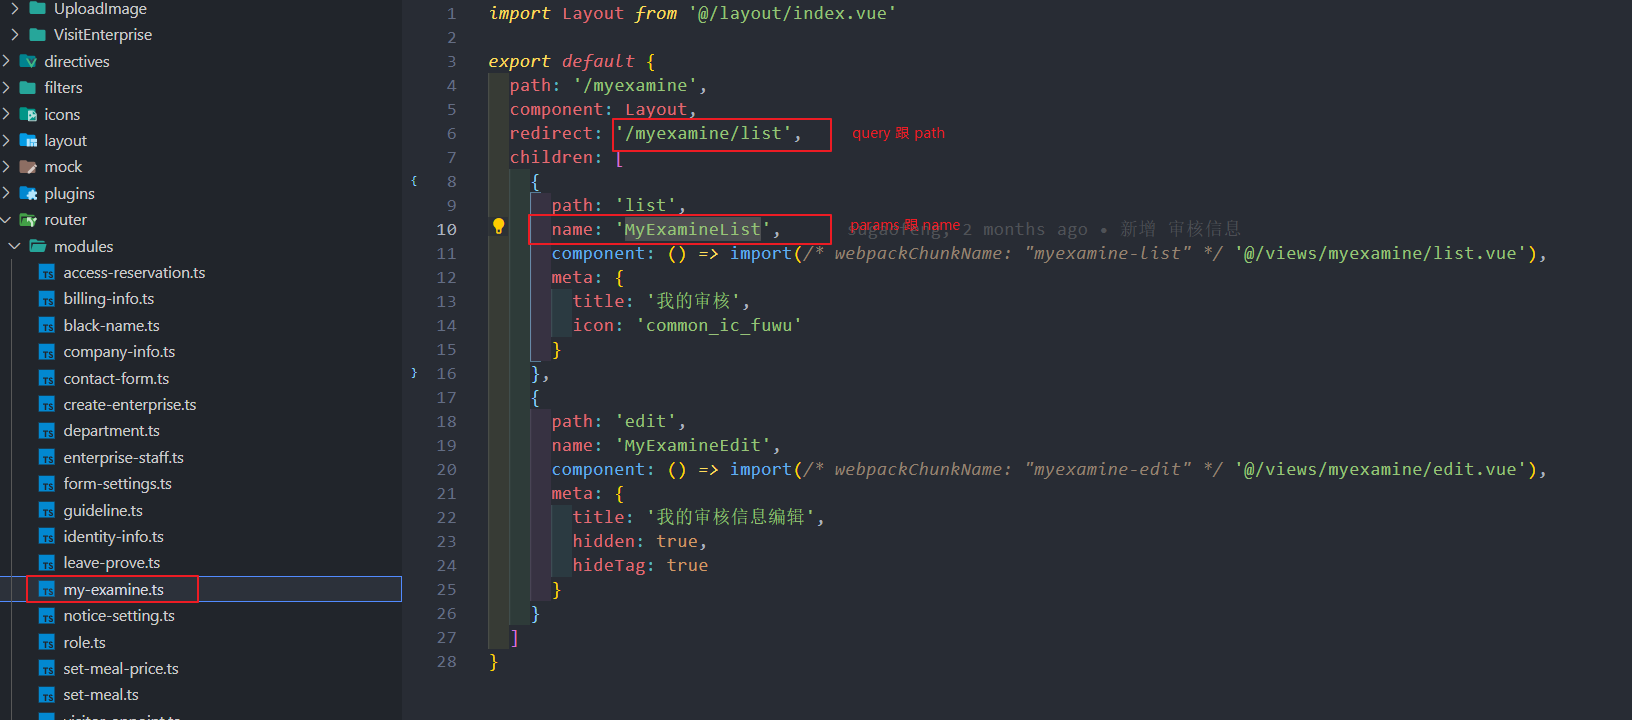 UploadImage
VisitEnterprise
directives
filters
icons
layout
mock
plugins
router
modules
access-reservation.ts
billing-info.ts
black-name.ts
company-info.ts
contact-form.ts
create-enterprise.ts
department.ts
enterprise-staff.ts
form-settings.ts
guideline.ts
identity-info.ts
leave-prove.ts
my-examine.ts
notice-setting.ts
role.ts
set-meal-price.ts
set-meal.ts
1 import Layout from '@/layout/index.vue'
2
3 export default {
4 path: '/myexamine',
5 component: Layout,
6 redirect: '/myexamine/list', query 跟 path
7 children: [
8 {
9 path: 'list',
10 name: 'MyExamineList', params 跟 name
sugaofeng, 2 months ago • 新增 审核信息
11 component: () => import(/* webpackChunkName: "myexamine-list" */ '@/views/myexamine/list.vue'),
12 meta: {
13 title: '我的审核',
14 icon: 'common_ic_fuwu'
15 }
16 },
17 {
18 path: 'edit',
19 name: 'MyExamineEdit',
20 component: () => import(/* webpackChunkName: "myexamine-edit" */ '@/views/myexamine/edit.vue'),
21 meta: {
22 title: '我的审核信息编辑',
23 hidden: true,
24 hideTag: true
25 }
26 }
27 ]
28 }